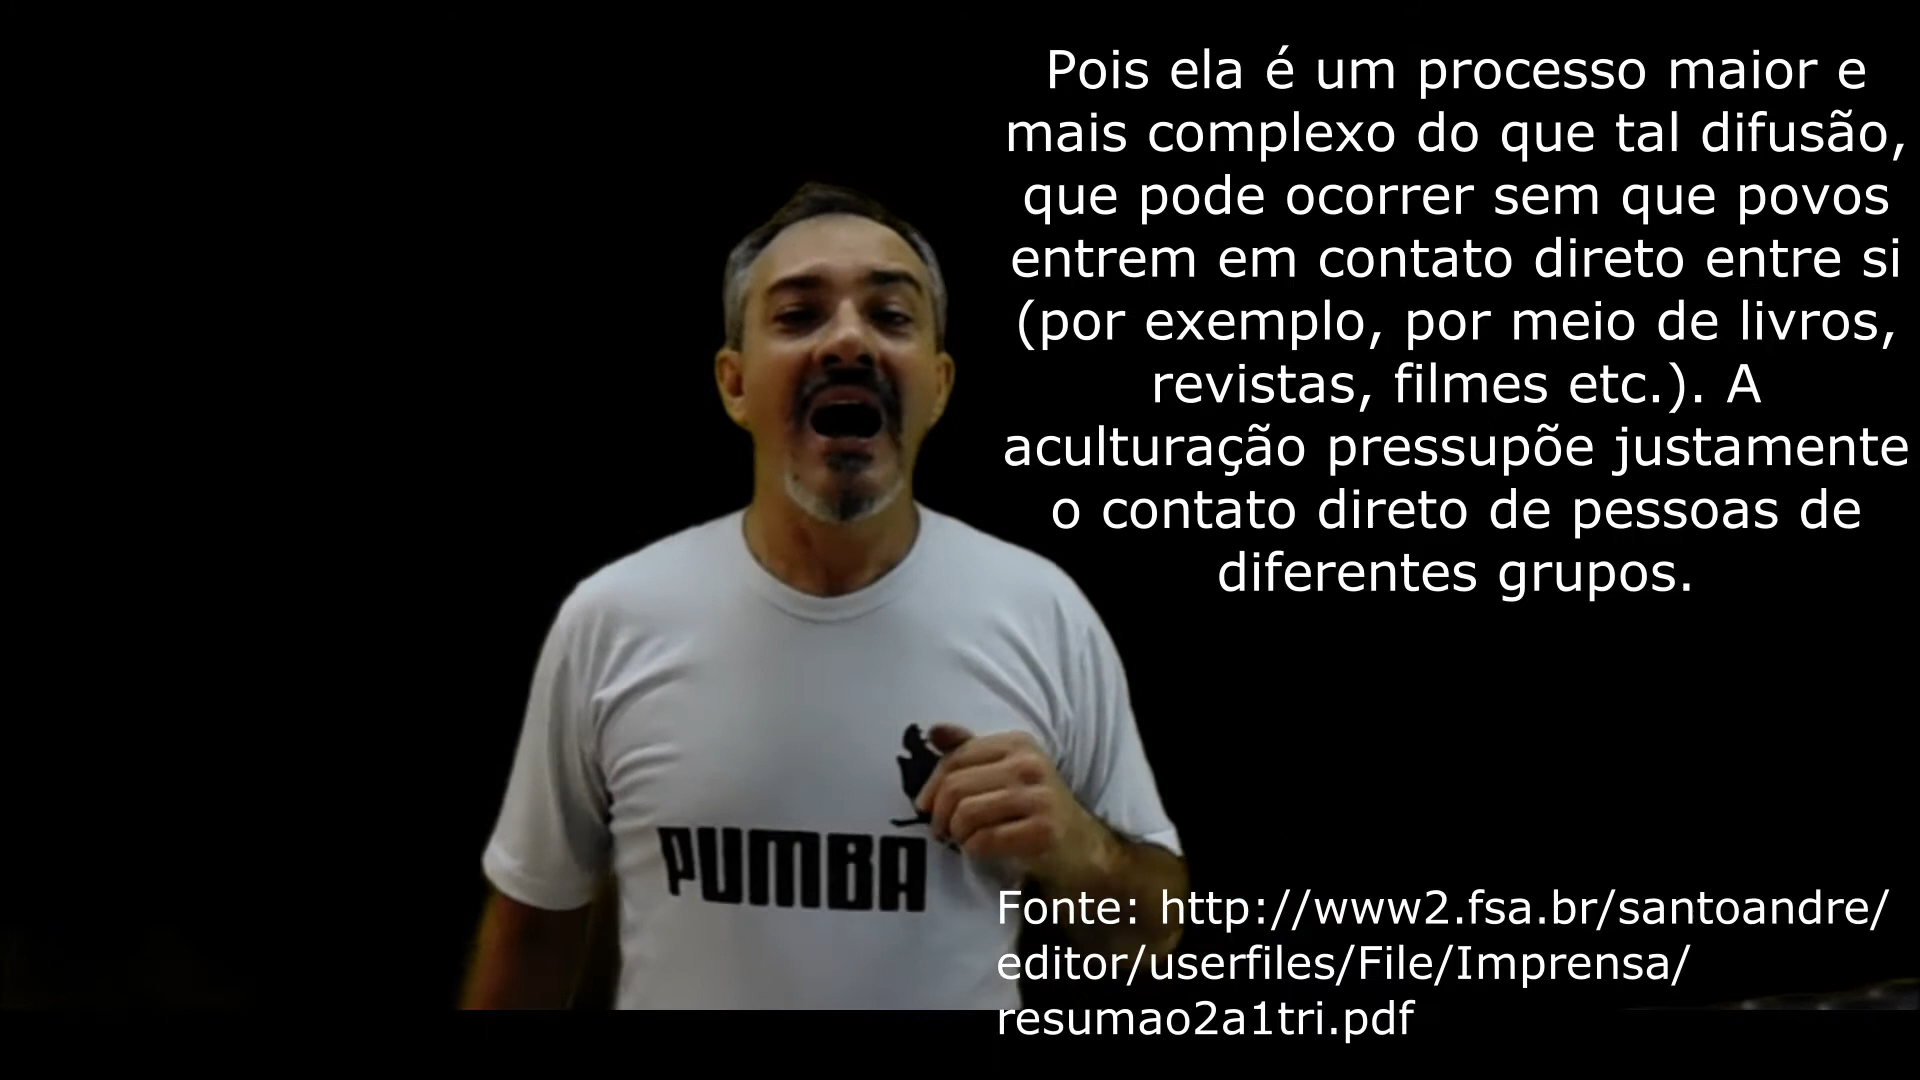 Pois ela é um processo maior e
mais complexo do que tal difusão,
que pode ocorrer sem que povos
entrem em contato direto entre si
(por exemplo, por meio de livros,
revistas, filmes etc.). A
aculturação pressupõe justamente
o contato direto de pessoas de
diferentes grupos.
PUMBA
Fonte: http://www2.fsa.br/santoandre/
editor/userfiles/File/Imprensa/
resumao2a1tri.pdf